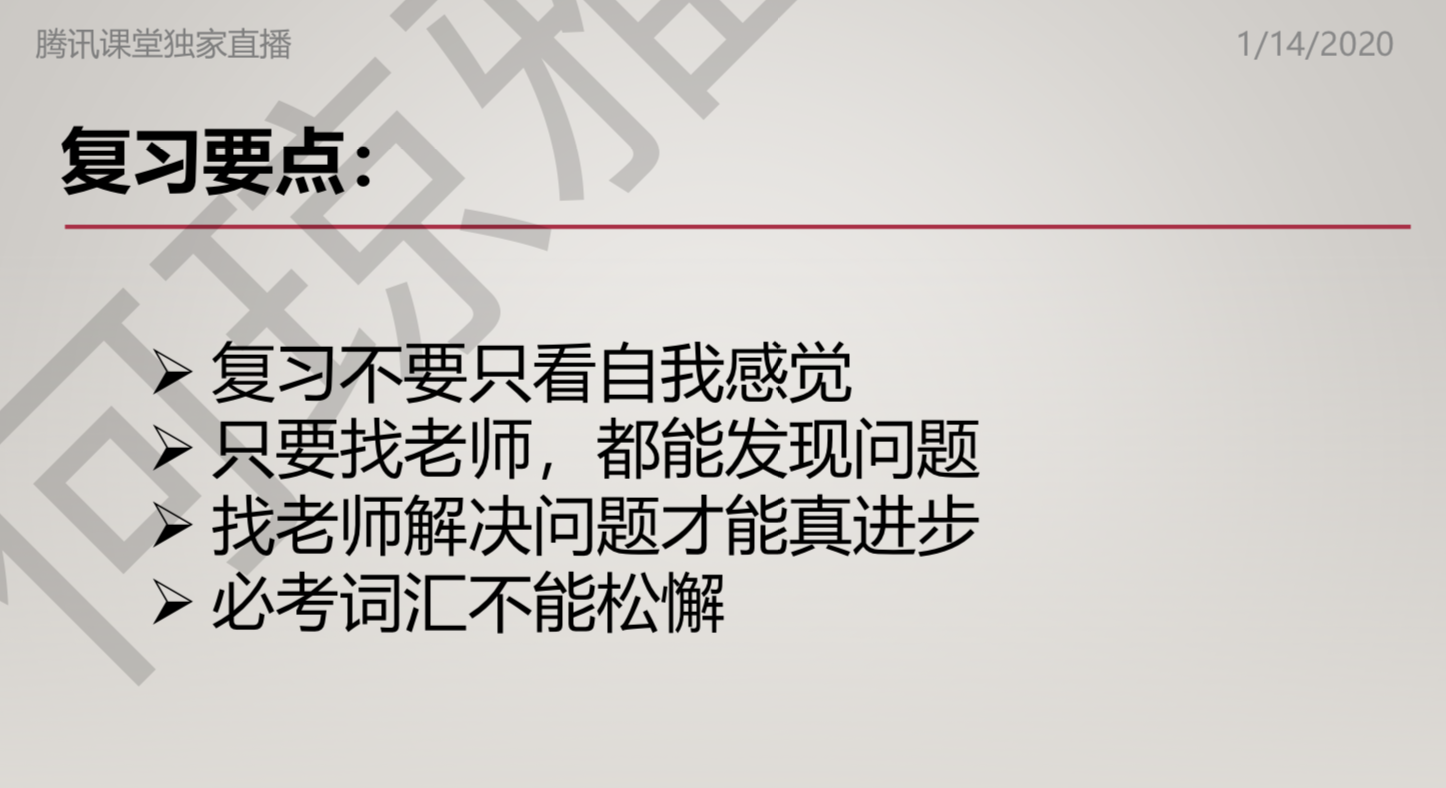 腾讯课堂独家直播
1/14/2020
复习要点：
复习不要只看自我感觉
只要找老师，都能发现问题
找老师解决问题才能真进步
必考词汇不能松懈
何琼雅